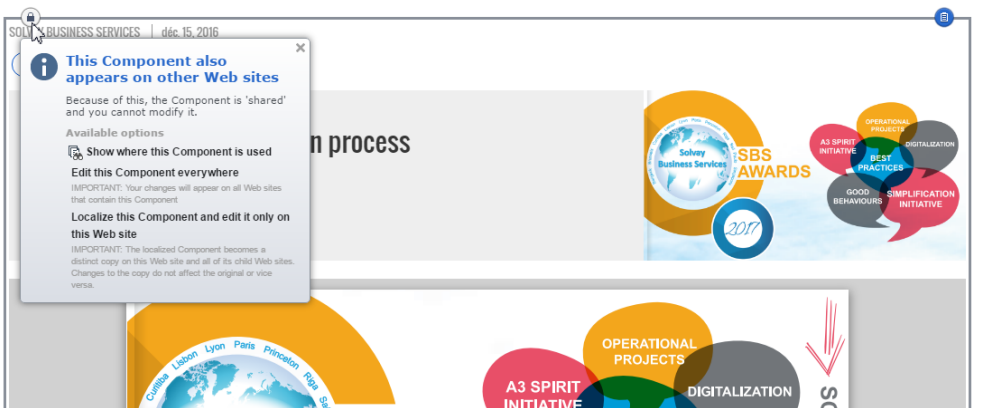 SOLVAY BUSINESS SERVICES | déc. 15, 2016
This Component also
appears on other Web sites
Because of this, the Component is 'shared'
and you cannot modify it.
Available options
Show where this Component is used
Edit this Component everywhere
IMPORTANT: Your changes will appear on all Web sites
that contain this Component
Localize this Component and edit it only on
this Web site
IMPORTANT: The localized Component becomes a
distinct copy on this Web site and all of its child Web sites.
Changes to the copy do not affect the original or vice
versa.
n process
Solvay
Business Services
SBS
AWARDS
2017
OPERATIONAL
PROJECTS
A3 SPIRIT
INITIATIVE
DIGITALIZATION
BEST
PRACTICES
GOOD
BEHAVIOURS
SIMPLIFICATION
INITIATIVE
Curitiba Lisbon Lyon Paris Princeton Riga
OPERATIONAL
PROJECTS
A3 SPIRIT
INITIATIVE
DIGITALIZATION
SO